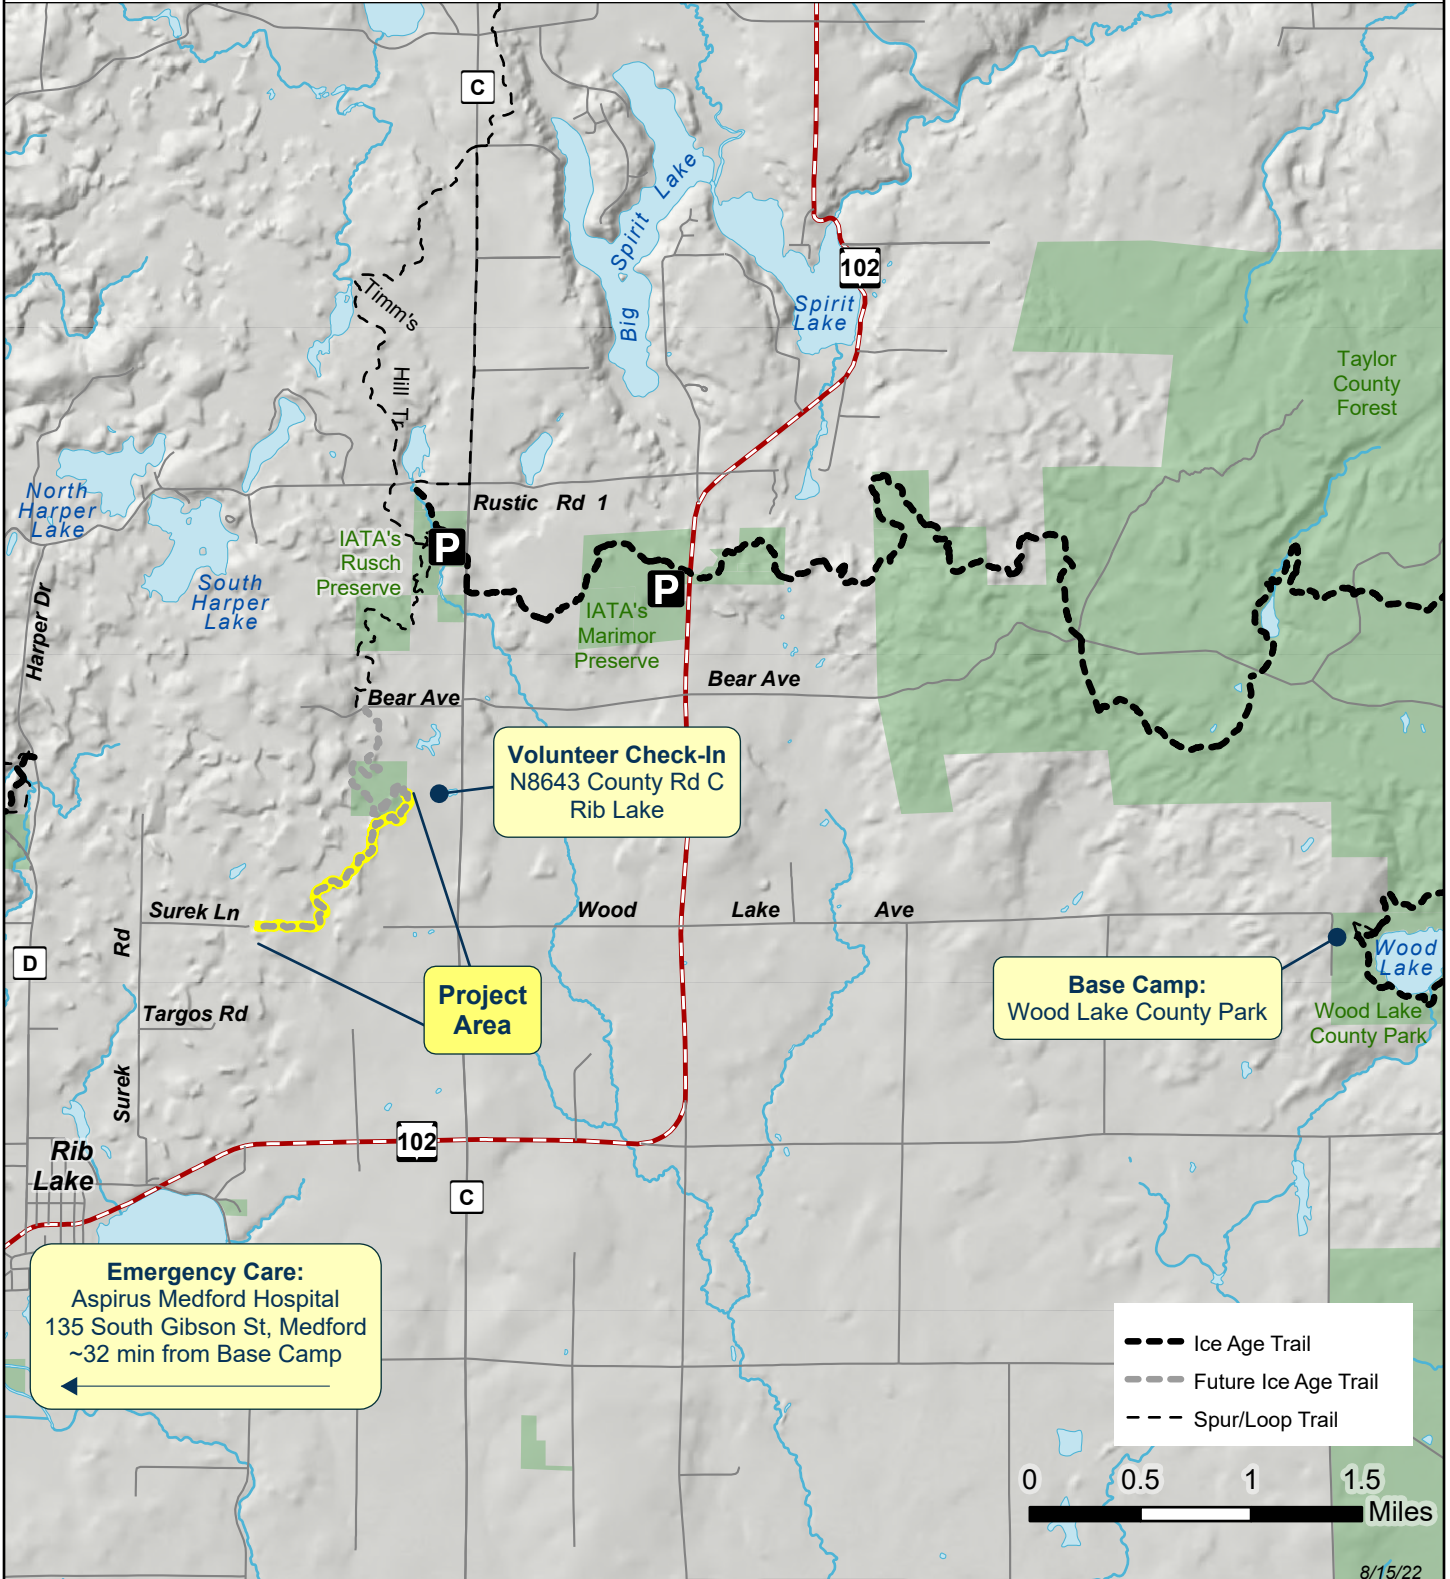 C
Big Spirit Lake
102
Spirit
Lake
Timm's
Hill Tr
Taylor
County
Forest
North
Harper
Lake
Rustic Rd 1
IATA's
Rusch
Preserve
P
South
Harper
Lake
P
IATA's
Marimor
Preserve
Harper Dr
Bear Ave
Bear Ave
Volunteer Check-In
N8643 County Rd C
Rib Lake
Surek Ln
Wood Lake Ave
D
Surek Rd
Project
Area
Base Camp:
Wood Lake County Park
Wood
Lake
Wood Lake
County Park
Targos Rd
102
Rib
Lake
C
Emergency Care:
Aspirus Medford Hospital
135 South Gibson St, Medford
~32 min from Base Camp
Ice Age Trail
Future Ice Age Trail
Spur/Loop Trail
0 0.5 1 1.5
Miles
8/15/22